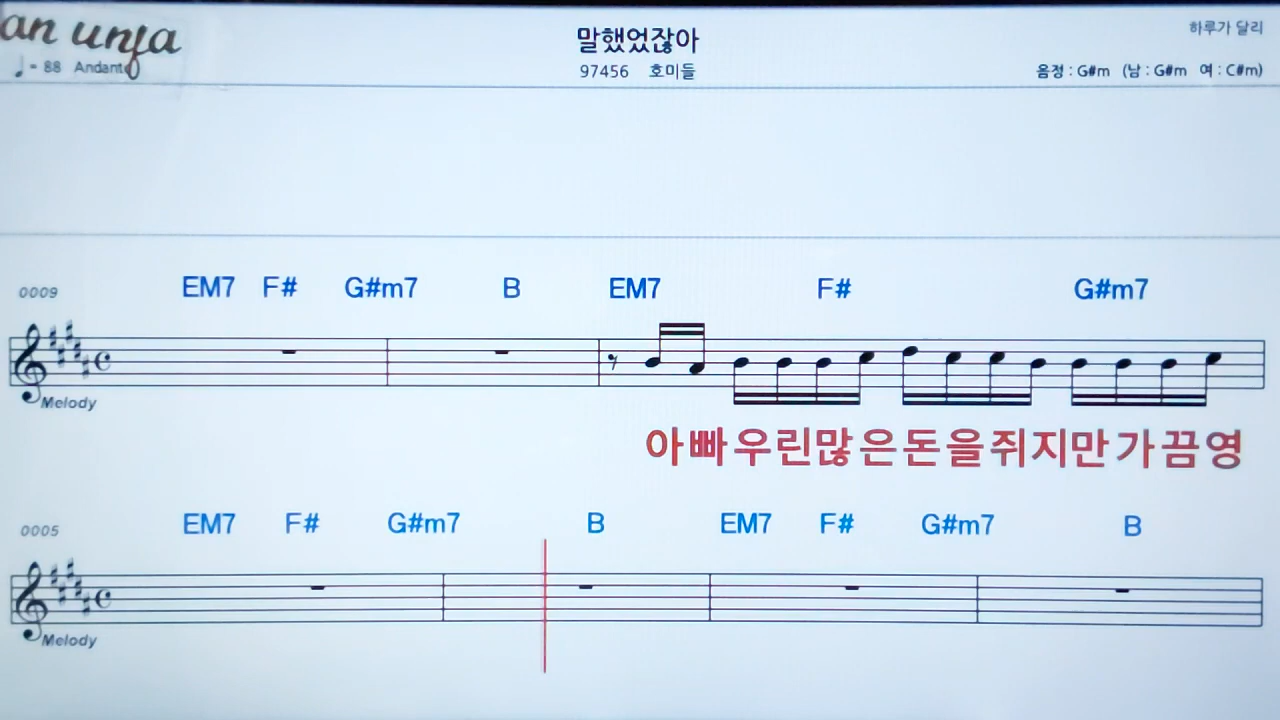 an unja
말했었잖아
하루가 달리
♩ = 88 Andante
97456 호미들
음정 : G#m (남 : G#m 여 : C#m)
0009 EM7 F# G#m7 B EM7 F# G#m7
Melody
아빠우린많은돈을쥐지만가끔영
0005 EM7 F# G#m7 B EM7 F# G#m7 B
Melody